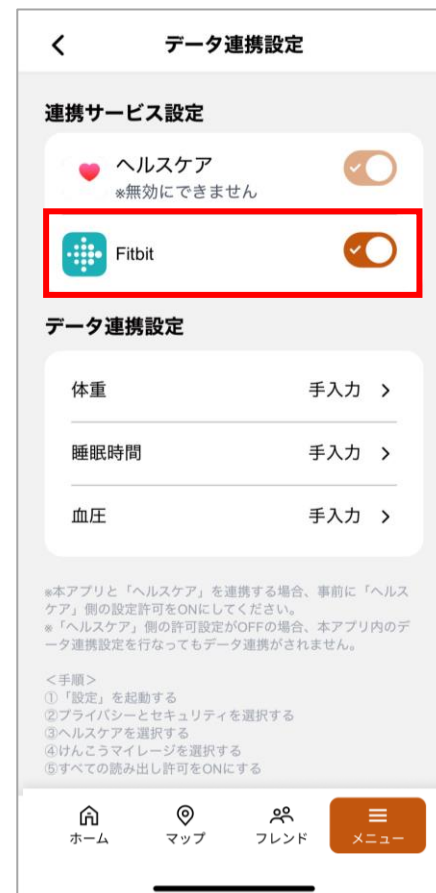 データ連携設定
連携サービス設定
ヘルスケア
※無効にできません
Fitbit
データ連携設定
体重 手入力
睡眠時間 手入力
血圧 手入力
※本アプリと「ヘルスケア」を連携する場合、事前に「ヘルス
ケア」側の設定許可をONにしてください。
※「ヘルスケア」側の許可設定がOFFの場合、本アプリ内のデ
ータ連携設定を行なってもデータ連携がされません。
＜手順＞
①「設定」を起動する
②プライバシーとセキュリティを選択する
③ヘルスケアを選択する
④けんこうマイレージを選択する
⑤すべての読み出し許可をONにする
ホーム マップ フレンド メニュー